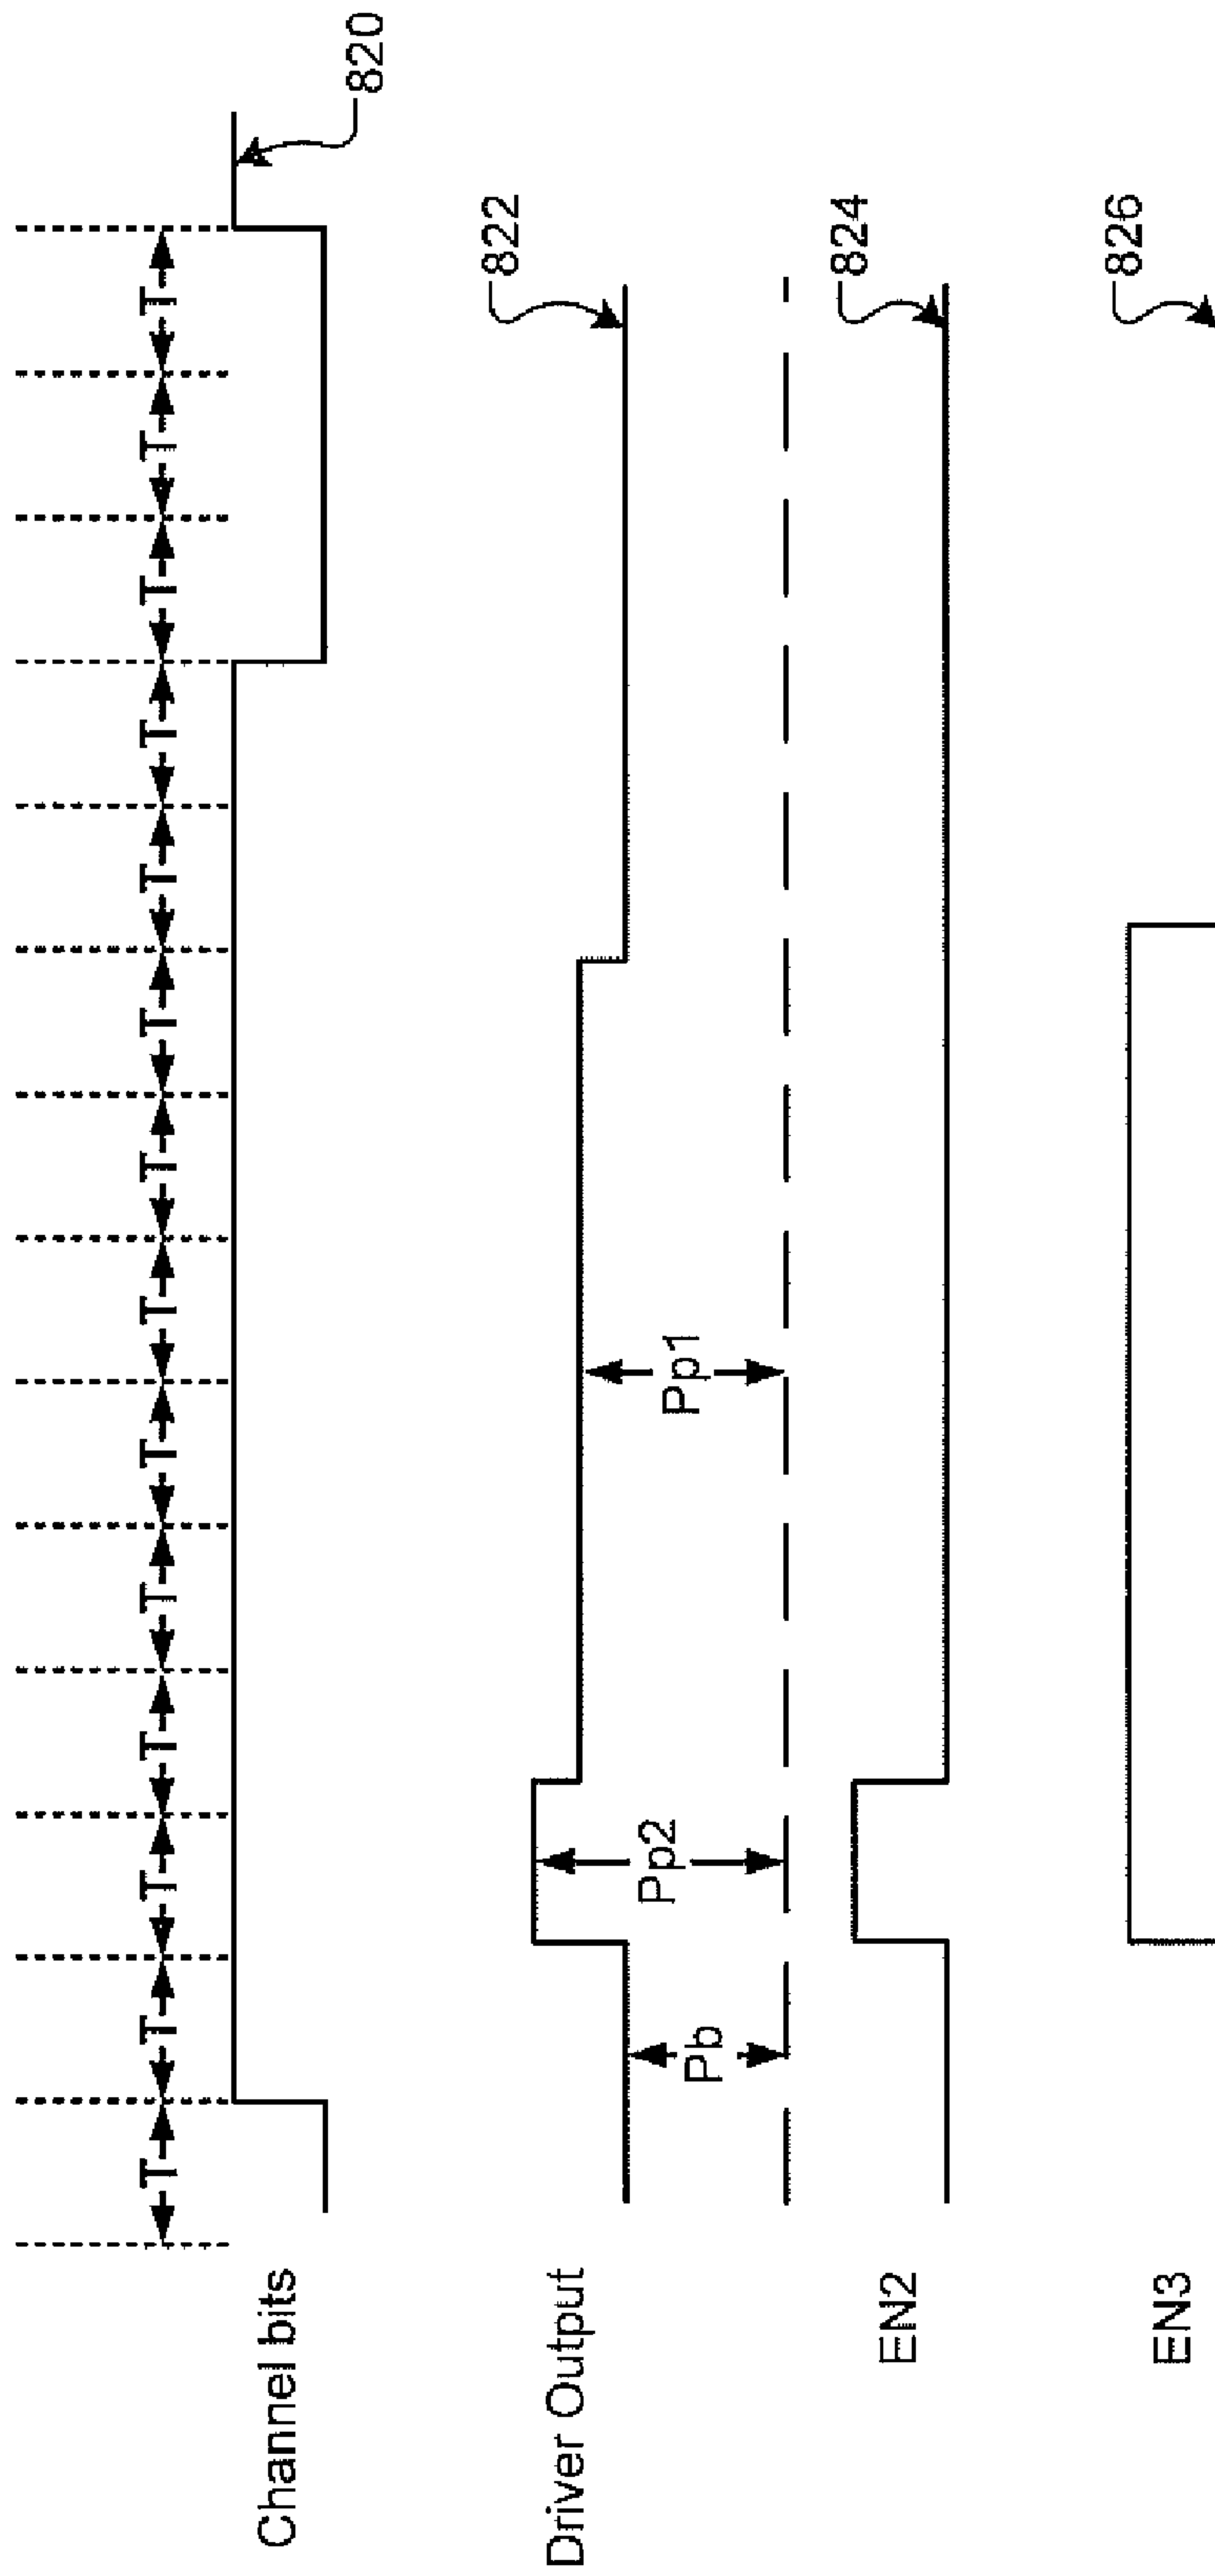 T T T T T T T T T T T T T T
Channel bits
820
Driver Output
Pb
Pp2
Pp1
822
EN2
824
EN3
826